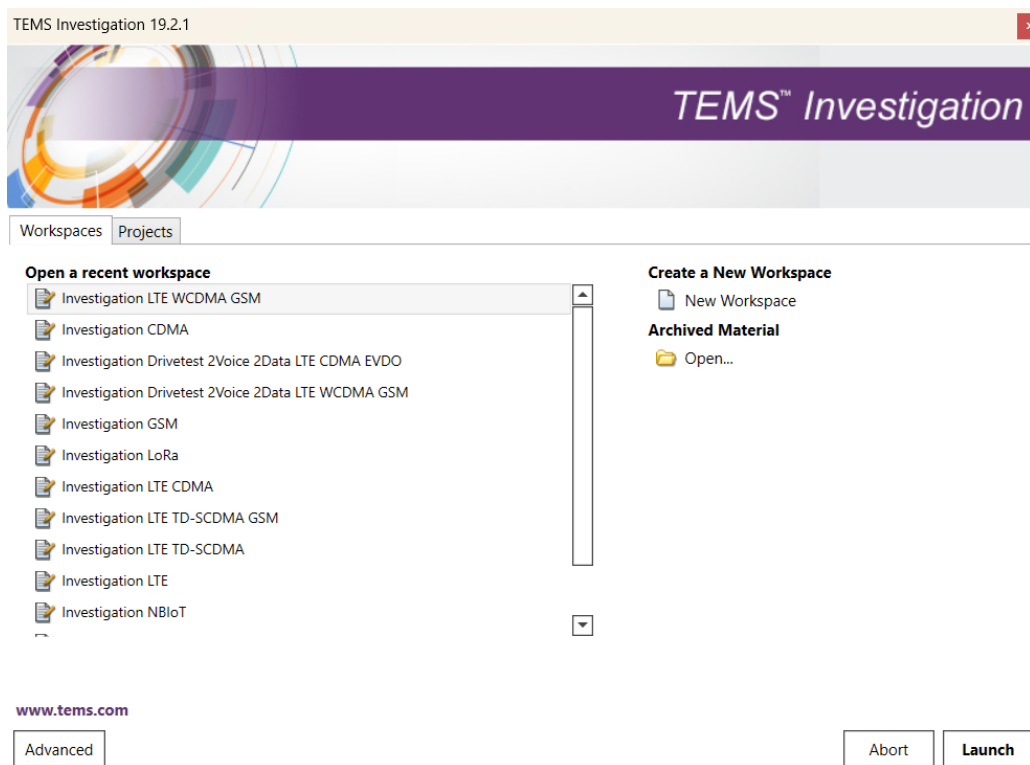 TEMS Investigation 19.2.1
TEMS™ Investigation
Workspaces Projects
Open a recent workspace
Investigation LTE WCDMA GSM
Investigation CDMA
Investigation Drivetest 2Voice 2Data LTE CDMA EVDO
Investigation Drivetest 2Voice 2Data LTE WCDMA GSM
Investigation GSM
Investigation LoRa
Investigation LTE CDMA
Investigation LTE TD-SCDMA GSM
Investigation LTE TD-SCDMA
Investigation LTE
Investigation NBIoT
Create a New Workspace
New Workspace
Archived Material
Open...
www.tems.com
Advanced
Abort
Launch